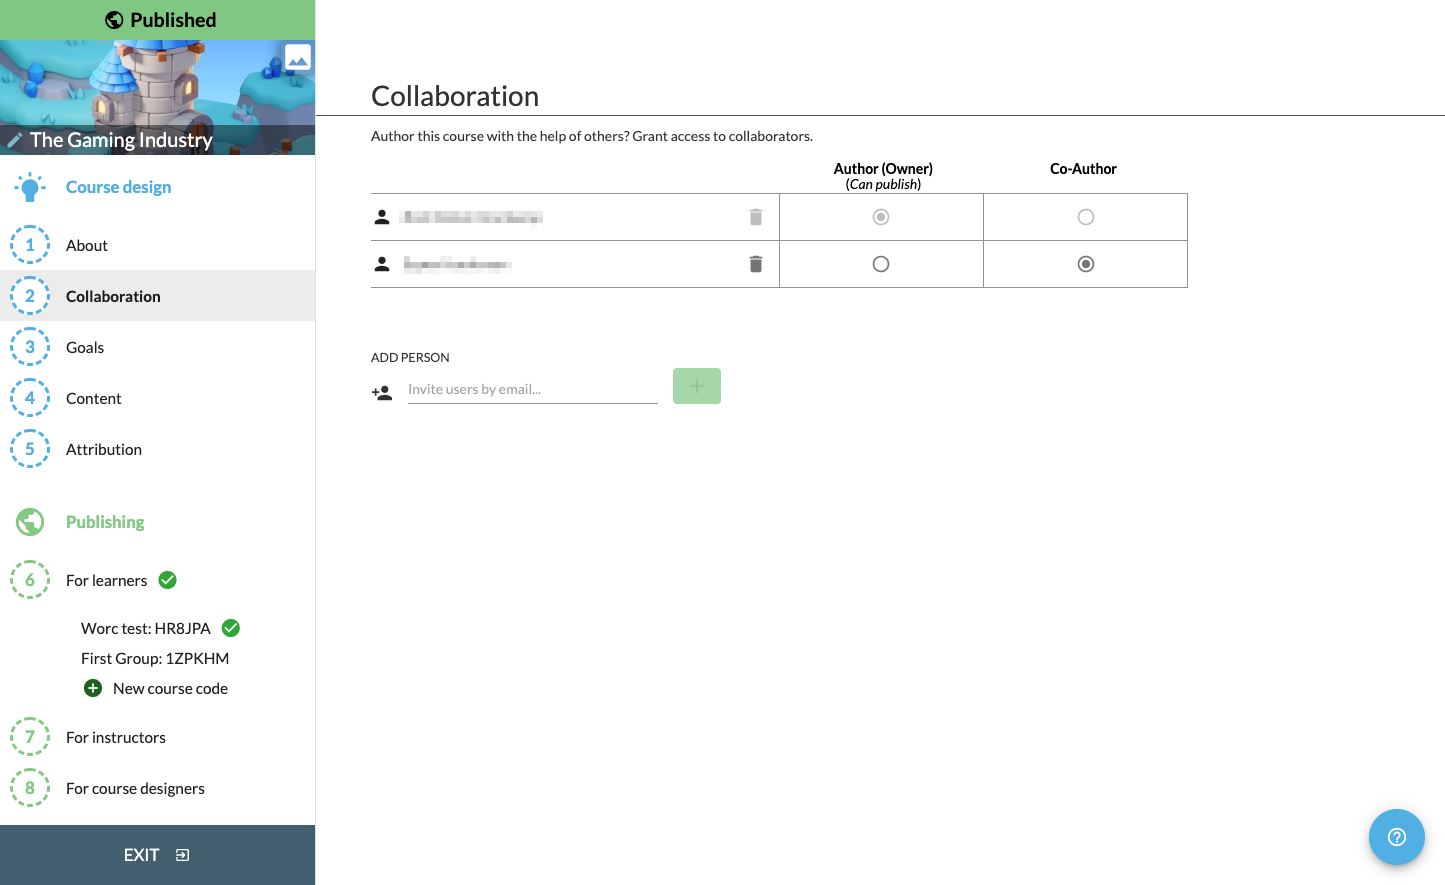 Published
The Gaming Industry
Course design
1 About
2 Collaboration
3 Goals
4 Content
5 Attribution
Publishing
6 For learners
Worc test: HR8JPA
First Group: 1ZPKHM
New course code
7 For instructors
8 For course designers
EXIT
Collaboration
Author this course with the help of others? Grant access to collaborators.
Author (Owner) Co-Author
(Can publish)
ADD PERSON
Invite users by email...